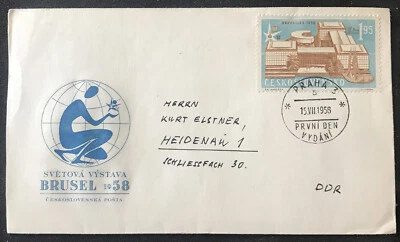 BRUXELLES 1958
1.95
ČESKOSLOVENSKO
PRAHA 3
a
15.VII.1958
PRVNÍ DEN
VYDÁNÍ
HERRN
KURT ELSTNER,
HEIDENAU 1
SCHLIESSFACH 30.
DDR
SVĚTOVÁ VÝSTAVA
BRUSEL 1958
ČESKOSLOVENSKÁ POŠTA